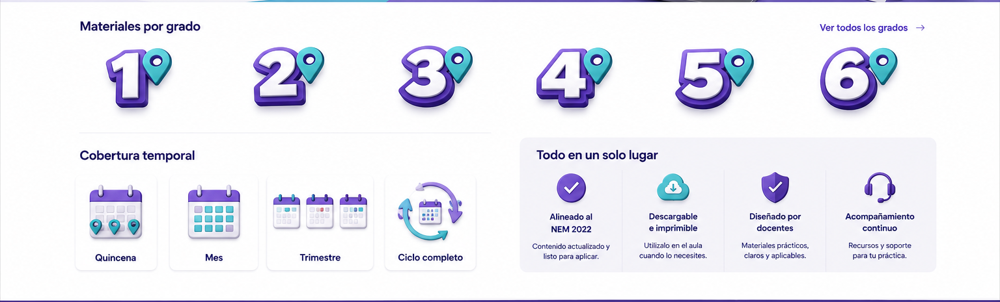 Materiales por grado
Ver todos los grados →
1° 2° 3° 4° 5° 6°
Cobertura temporal
Quincena
Mes
Trimestre
Ciclo completo
Todo en un solo lugar
Alineado al
NEM 2022
Contenido actualizado y
listo para aplicar.
Descargable
e imprimible
Utilizalo en el aula
cuando lo necesites.
Diseñado por
docentes
Materiales prácticos,
claros y aplicables.
Acompañamiento
continuo
Recursos y soporte
para tu práctica.